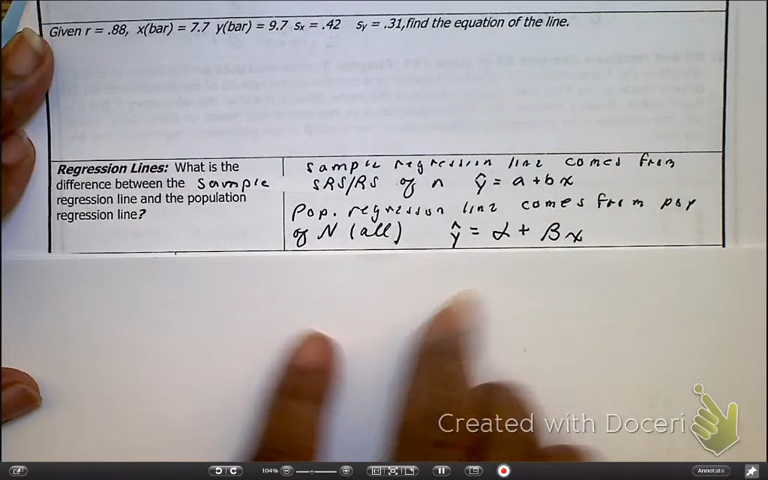 Given r = .88, x(bar) = 7.7 y(bar) = 9.7 sx = .42 sy = .31, find the equation of the line.
Regression Lines: What is the
difference between the sample
regression line and the population
regression line?
sample regression line comes from
SRS/RS of n ŷ = a + bx
Pop. regression line comes from pop
of N (all) ŷ = α + βx
Created with Doceri
104%
Annotate